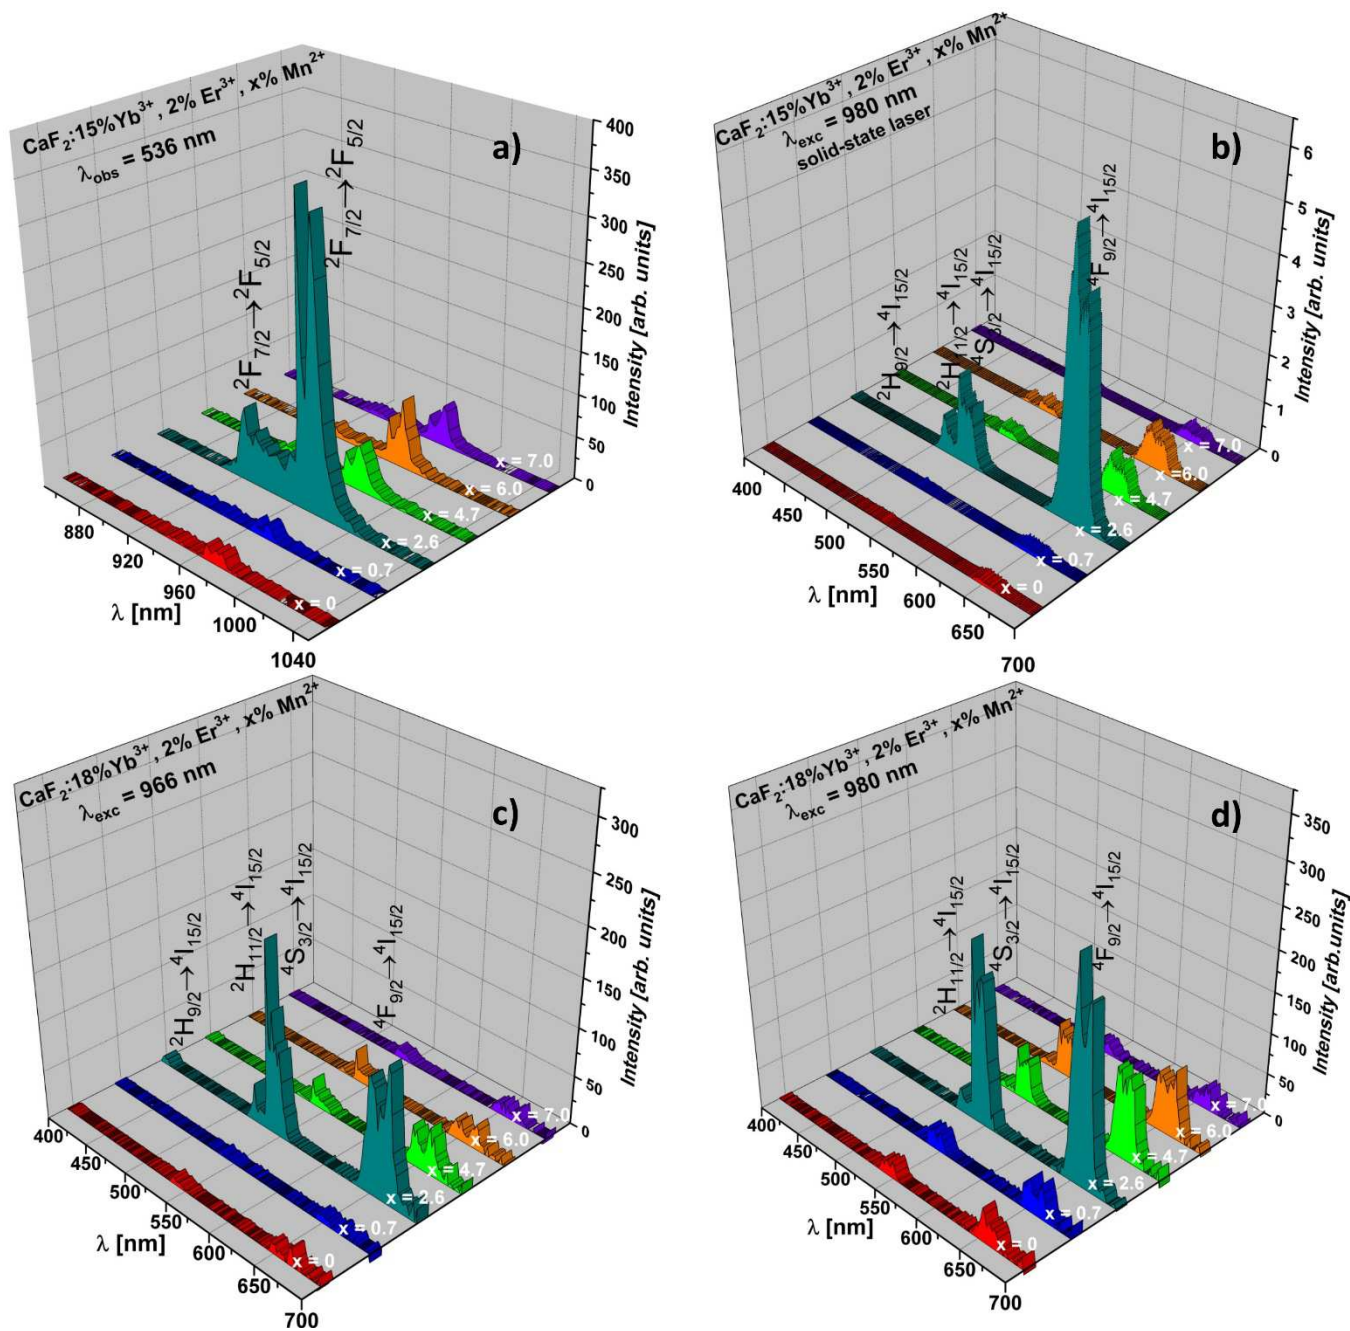 CaF₂:15%Yb³⁺, 2% Er³⁺, x% Mn²⁺
λobs = 536 nm
a)
²F₇/₂→²F₅/₂
²F₇/₂→²F₅/₂
400
350
300
250
200
150
100
50
0
Intensity [arb. units]
x = 7.0
x = 6.0
x = 4.7
x = 2.6
x = 0.7
x = 0
880
920
960
1000
1040
λ [nm]
CaF₂:15%Yb³⁺, 2% Er³⁺, x% Mn²⁺
λexc = 980 nm
solid-state laser
b)
²H₉/₂→⁴I₁₅/₂
²H₁₁/₂→⁴I₁₅/₂
⁴S₃/₂→⁴I₁₅/₂
⁴F₉/₂→⁴I₁₅/₂
6
5
4
3
2
1
0
Intensity [arb. units]
x = 7.0
x =6.0
x = 4.7
x = 2.6
x = 0.7
x = 0
400
450
500
550
600
650
700
λ [nm]
CaF₂:18%Yb³⁺, 2% Er³⁺, x% Mn²⁺
λexc = 966 nm
c)
²H₉/₂→⁴I₁₅/₂
²H₁₁/₂→⁴I₁₅/₂
⁴S₃/₂→⁴I₁₅/₂
⁴F₉/₂→⁴I₁₅/₂
300
250
200
150
100
50
0
Intensity [arb.units]
x = 7.0
x = 6.0
x = 4.7
x = 2.6
x = 0.7
x = 0
400
450
500
550
600
650
700
λ [nm]
CaF₂:18%Yb³⁺, 2% Er³⁺, x% Mn²⁺
λexc = 980 nm
d)
²H₁₁/₂→⁴I₁₅/₂
⁴S₃/₂→⁴I₁₅/₂
⁴F₉/₂→⁴I₁₅/₂
350
300
250
200
150
100
50
0
Intensity [arb.units]
x = 7.0
x = 6.0
x = 4.7
x = 2.6
x = 0.7
x = 0
400
450
500
550
600
650
700
λ [nm]